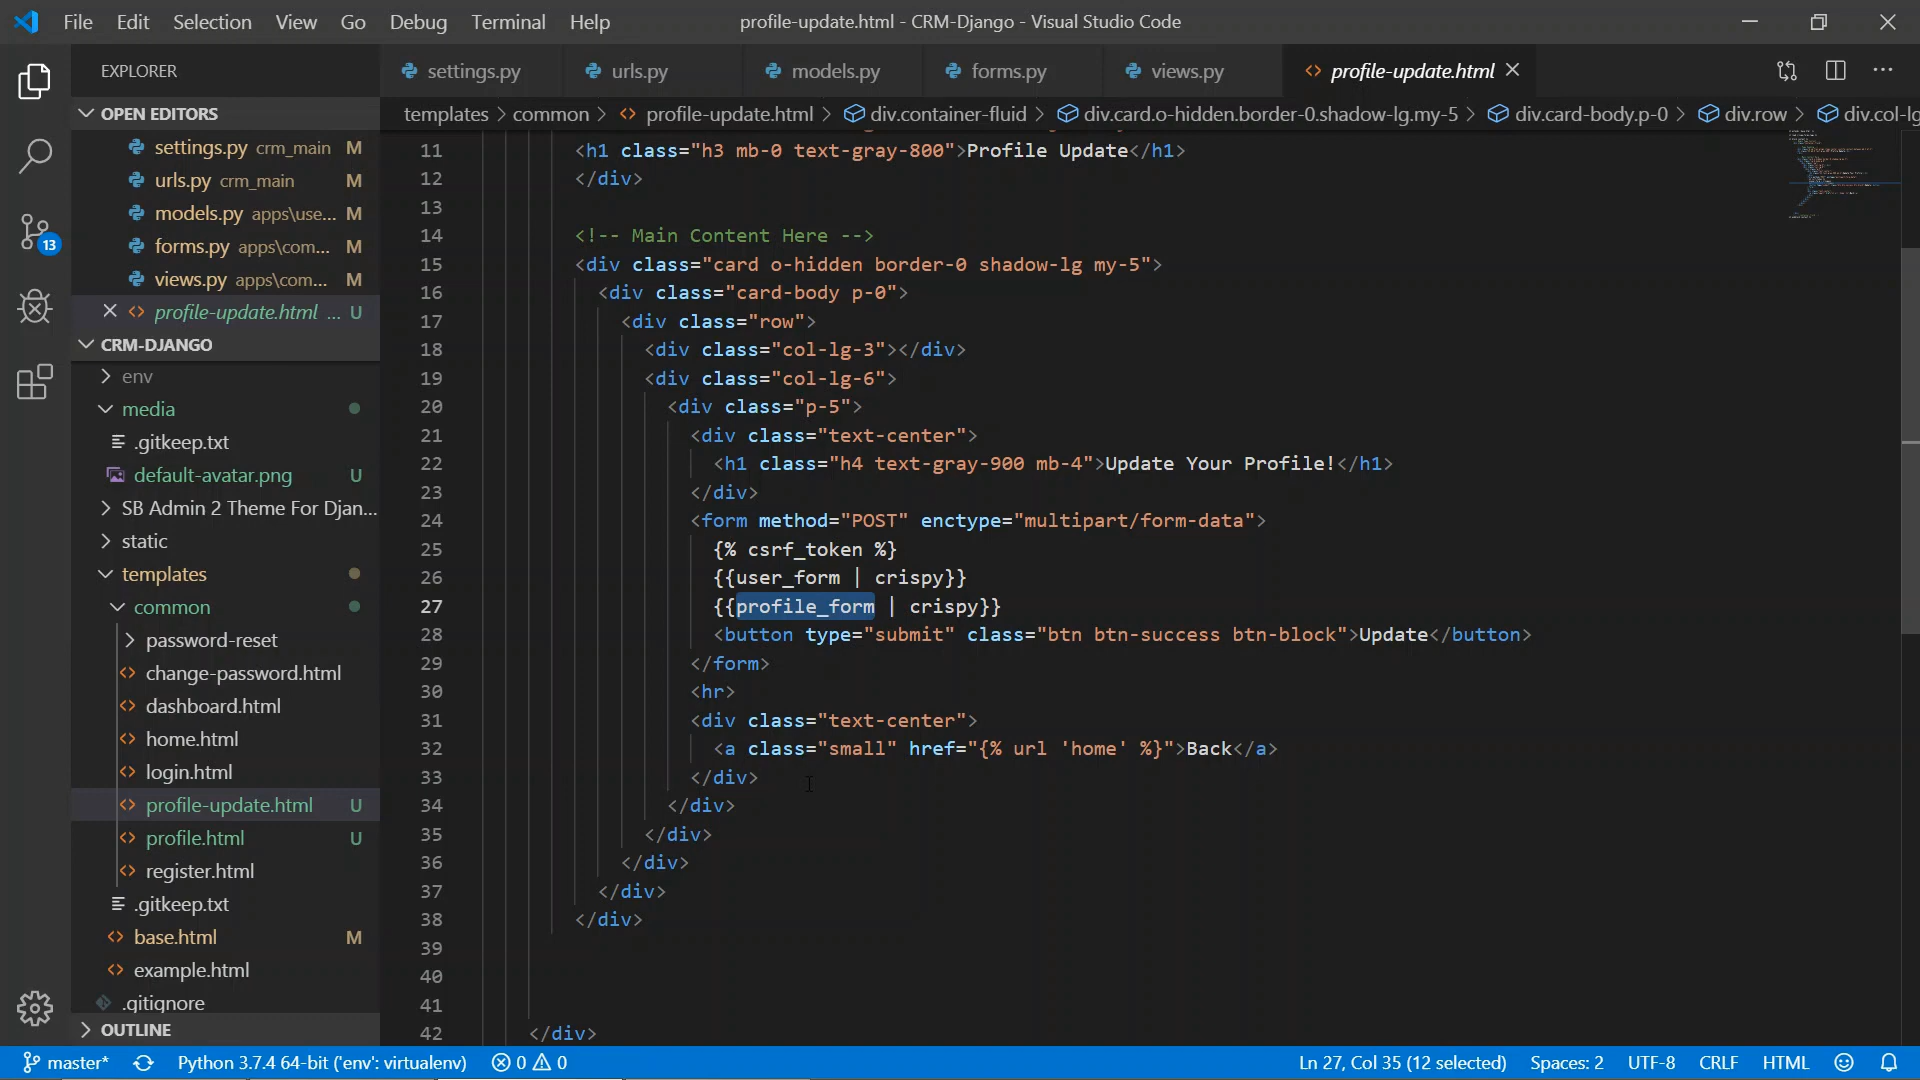 File Edit Selection View Go Debug Terminal Help
profile-update.html - CRM-Django - Visual Studio Code
EXPLORER
settings.py
urls.py
models.py
forms.py
views.py
profile-update.html
templates > common > profile-update.html > div.container-fluid > div.card.o-hidden.border-0.shadow-lg.my-5 > div.card-body.p-0 > div.row > div.col-lg
OPEN EDITORS
settings.py crm_main M
urls.py crm_main M
models.py apps\use... M
forms.py apps\com... M
views.py apps\com... M
profile-update.html ... U
CRM-DJANGO
env
media
.gitkeep.txt
default-avatar.png U
SB Admin 2 Theme For Djan...
static
templates
common
password-reset
change-password.html
dashboard.html
home.html
login.html
profile-update.html U
profile.html U
register.html
.gitkeep.txt
base.html M
example.html
.gitignore
OUTLINE
13
11 <h1 class="h3 mb-0 text-gray-800">Profile Update</h1>
12 </div>
13
14 <!-- Main Content Here -->
15 <div class="card o-hidden border-0 shadow-lg my-5">
16 <div class="card-body p-0">
17 <div class="row">
18 <div class="col-lg-3"></div>
19 <div class="col-lg-6">
20 <div class="p-5">
21 <div class="text-center">
22 <h1 class="h4 text-gray-900 mb-4">Update Your Profile!</h1>
23 </div>
24 <form method="POST" enctype="multipart/form-data">
25 {% csrf_token %}
26 {{user_form | crispy}}
27 {{profile_form | crispy}}
28 <button type="submit" class="btn btn-success btn-block">Update</button>
29 </form>
30 <hr>
31 <div class="text-center">
32 <a class="small" href="{% url 'home' %}">Back</a>
33 </div>
34 </div>
35 </div>
36 </div>
37 </div>
38 </div>
39
40
41
42 </div>
master* Python 3.7.4 64-bit ('env': virtualenv) 0 0 Ln 27, Col 35 (12 selected) Spaces: 2 UTF-8 CRLF HTML